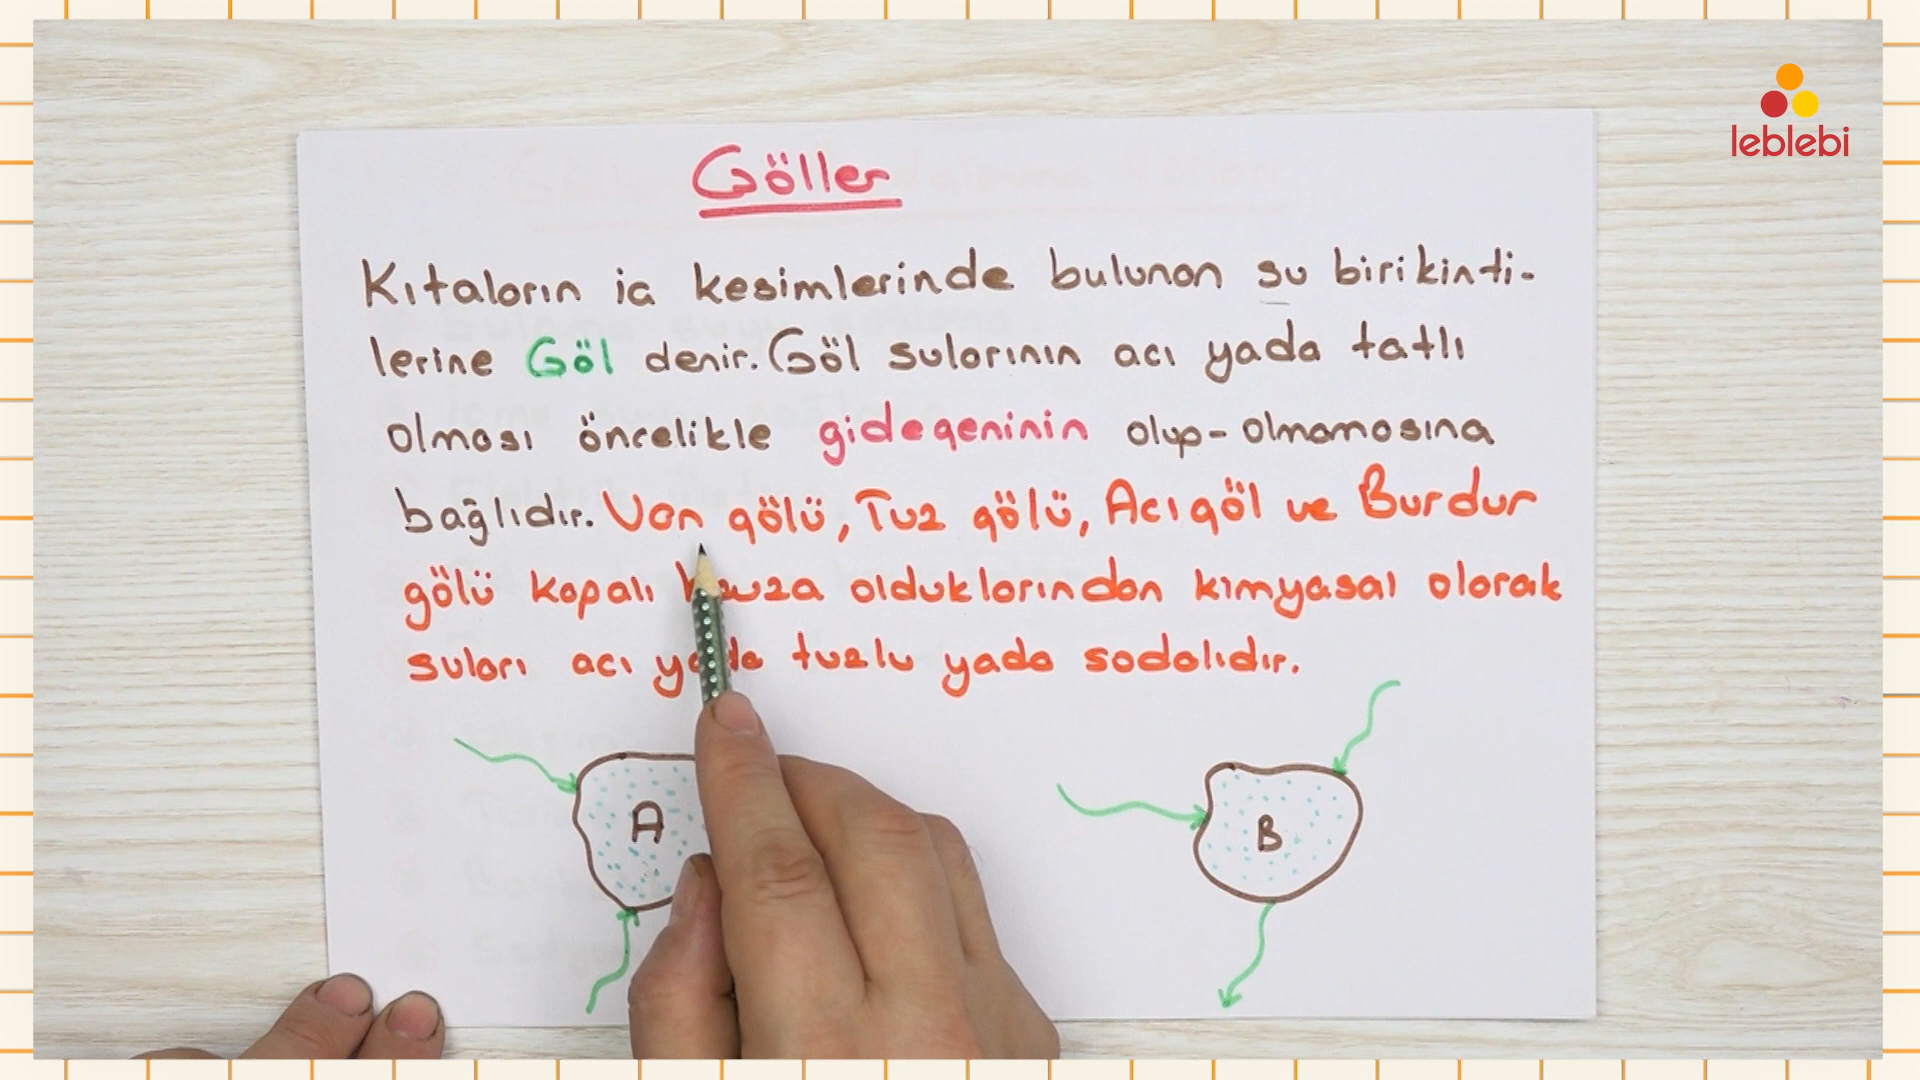 leblebi
Göller
Kıtaların iç kesimlerinde bulunan su birikinti-
lerine Göl denir. Göl sularının acı yada tatlı
olması öncelikle gideğeninin olup-olmamasına
bağlıdır. Van gölü, Tuz gölü, Acıgöl ve Burdur
gölü kapalı havza olduklarından kimyasal olarak
suları acı yada tuzlu yada sodalıdır.
A
B